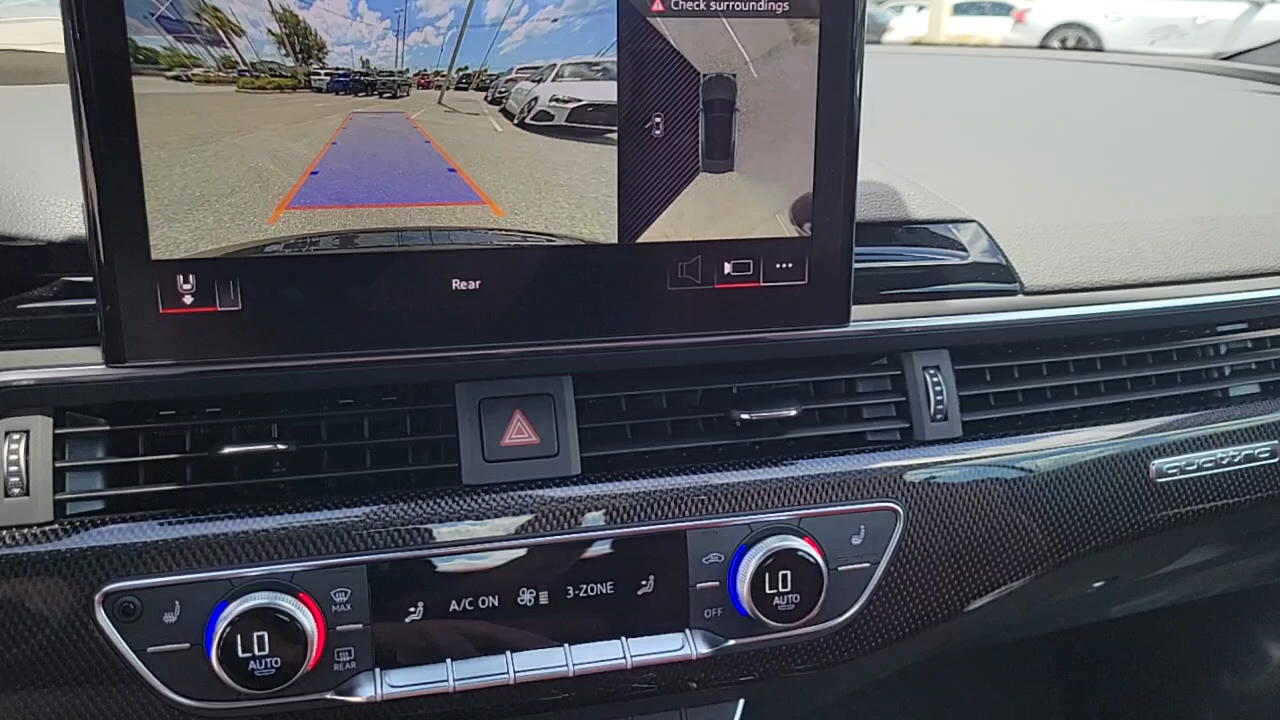 Check surroundings
Rear
quattro
MAX
A/C ON
3-ZONE
OFF
LO
AUTO
LO
AUTO
REAR